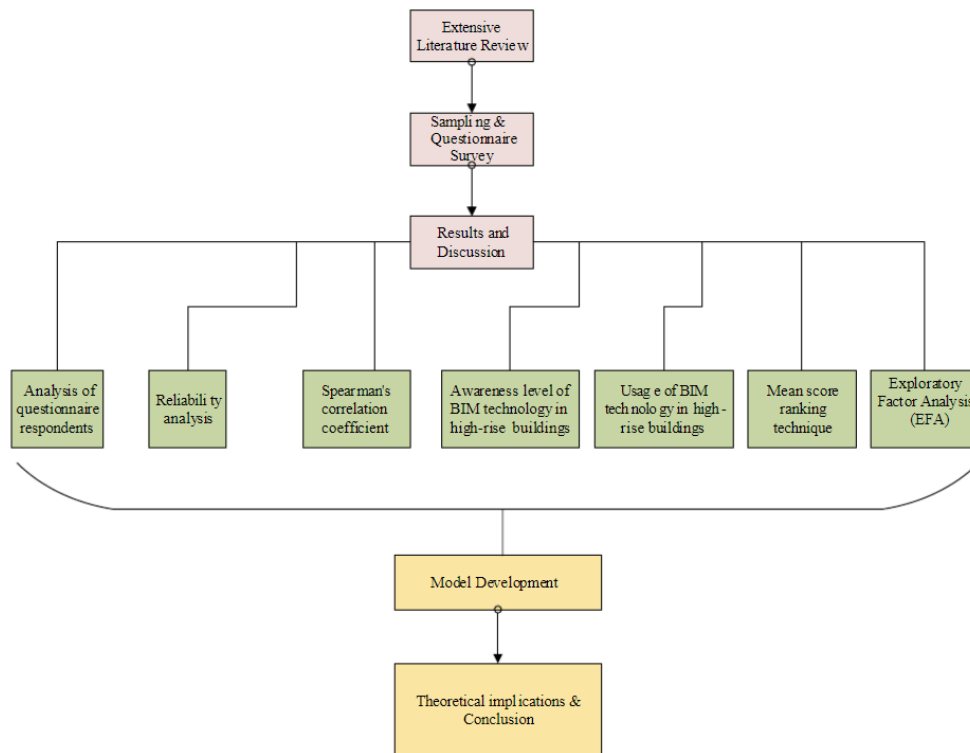 Extensive
Literature Review
Sampling &
Questionnaire
Survey
Results and
Discussion
Analysis of
questionnaire
respondents
Reliability
analysis
Spearman's
correlation
coefficient
Awareness level of
BIM technology in
high-rise buildings
Usage of BIM
technology in high-
rise buildings
Mean score
ranking
technique
Exploratory
Factor Analysis
(EFA)
Model Development
Theoretical implications &
Conclusion